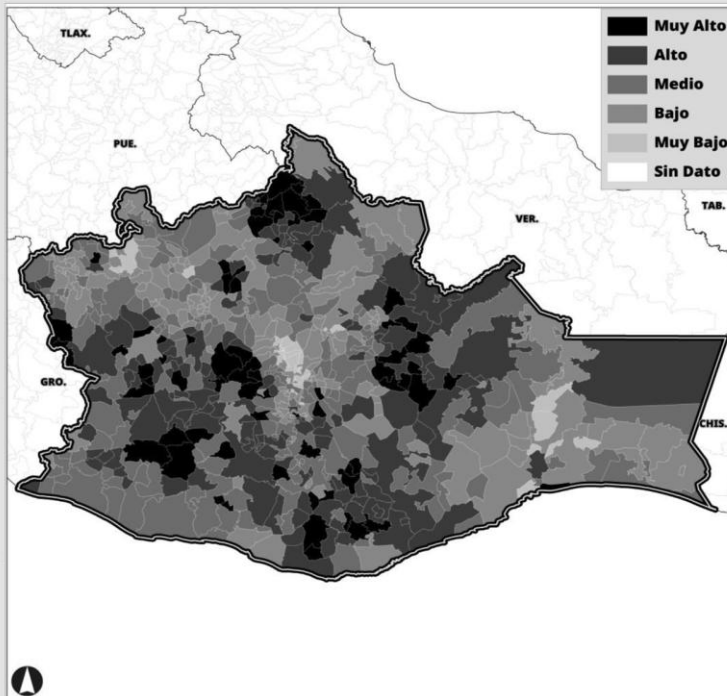 TLAX.
Muy Alto
Alto
Medio
Bajo
Muy Bajo
Sin Dato
PUE.
VER.
TAB.
GRO.
CHIS.